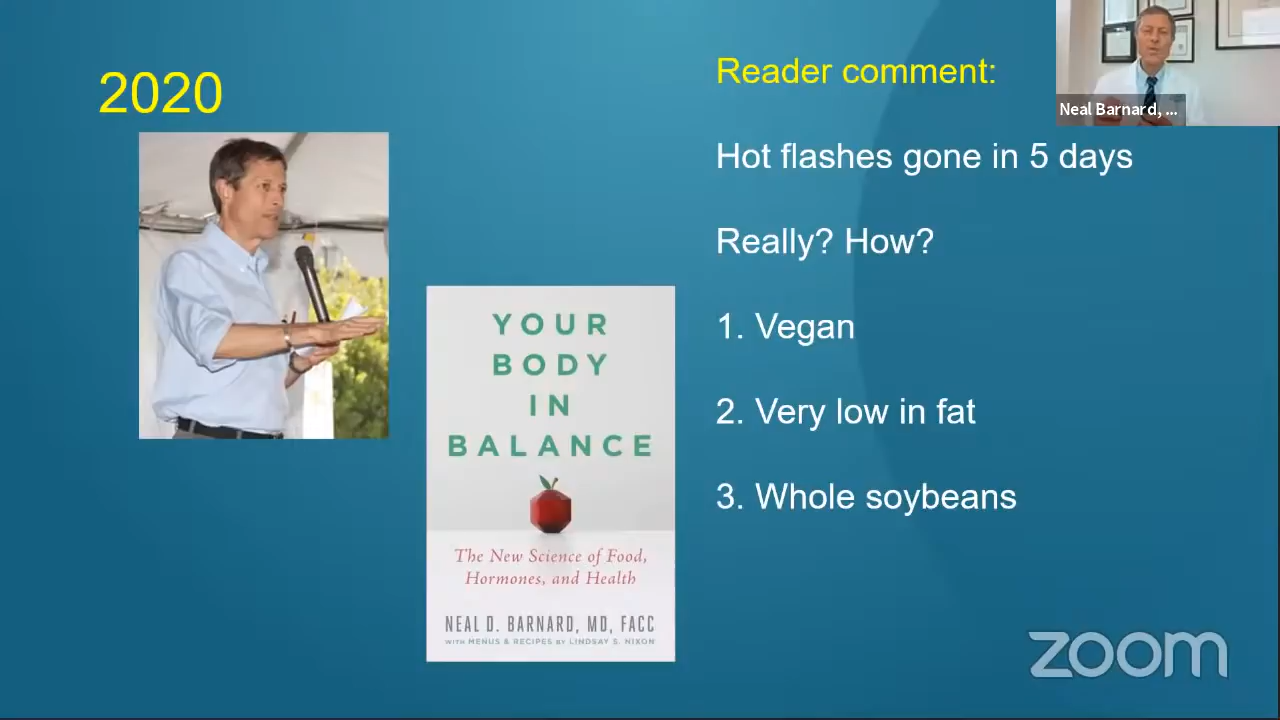 2020
Reader comment:
Neal Barnard, ...
Hot flashes gone in 5 days
Really? How?
1. Vegan
2. Very low in fat
3. Whole soybeans
YOUR
BODY
IN
BALANCE
The New Science of Food,
Hormones, and Health
NEAL D. BARNARD, MD, FACC
WITH MENUS & RECIPES BY LINDSAY S. NIXON
zoom